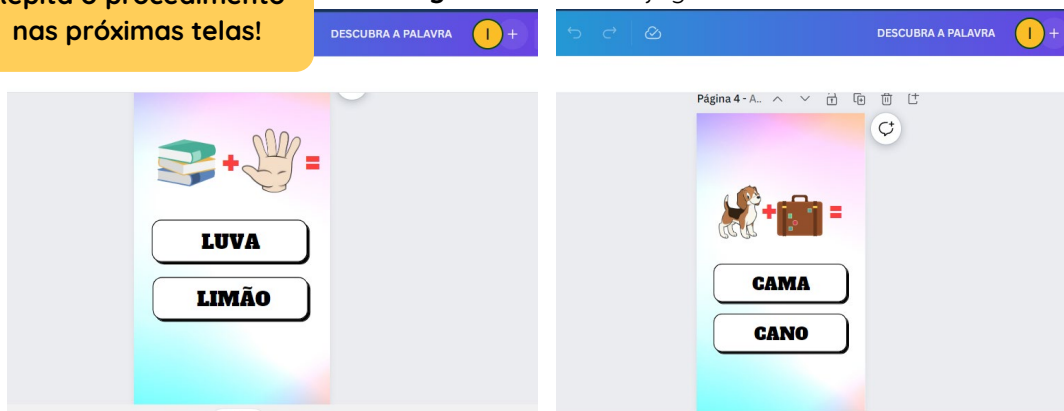 nas próximas telas!
DESCUBRA A PALAVRA
I +
LUVA
LIMÃO
DESCUBRA A PALAVRA
I +
Página 4 - A..
CAMA
CANO